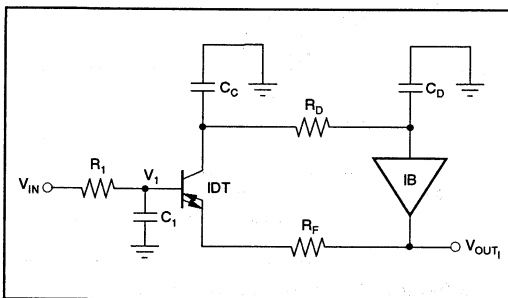 C_C
C_D
R_D
R_1
V_1
V_IN
IDT
IB
C_1
R_F
V_OUT_I